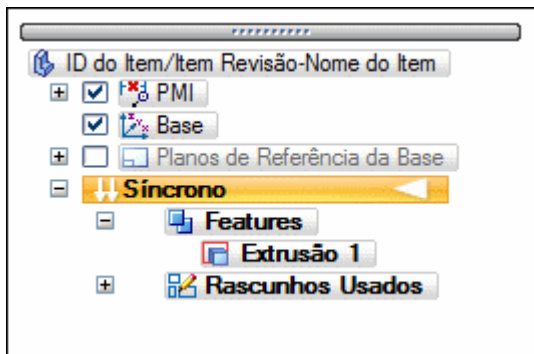 ID do Item/Item Revisão-Nome do Item
PMI
Base
Planos de Referência da Base
Síncrono
Features
Extrusão 1
Rascunhos Usados